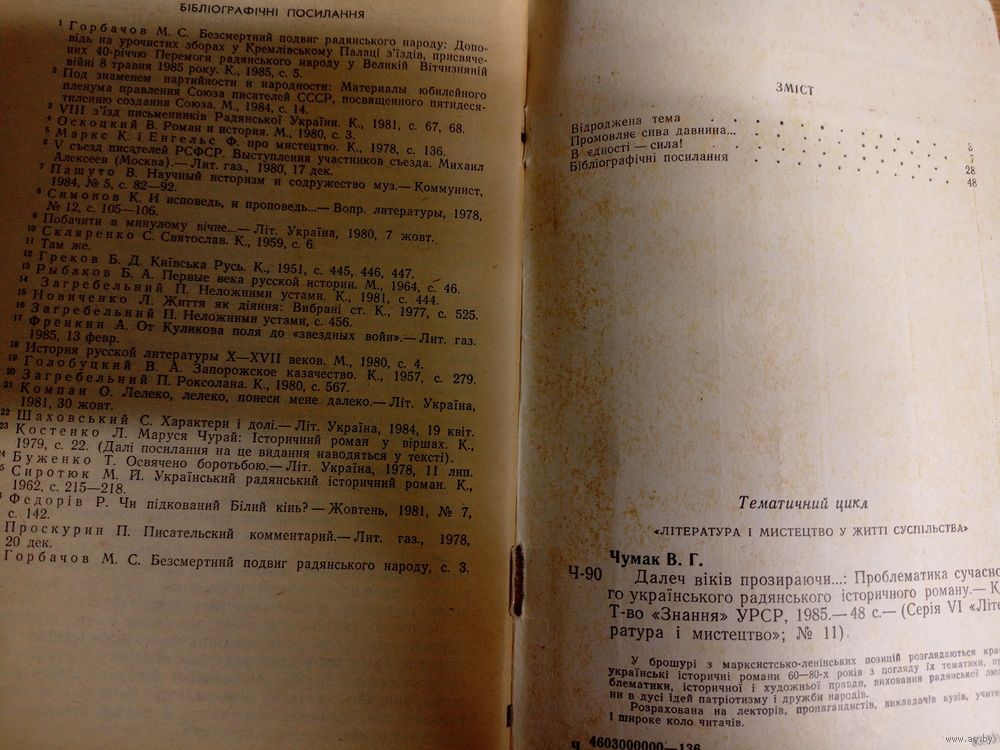 БІБЛІОГРАФІЧНІ ПОСИЛАННЯ
1 Горбачов М. С. Безсмертний подвиг радянського народу: Допо-
відь на урочистих зборах у Кремлівському Палаці з'їздів, присвяче-
них 40-річчю Перемоги радянського народу у Великій Вітчизняній
війні 8 травня 1985 року. К., 1985, с. 5.
2 Под знаменем партийности и народности: Материалы юбилейного
пленума правления Союза писателей СССР, посвященного пятидеся-
тилетию создания Союза. М., 1984, с. 14.
3 VIII з'їзд письменників Радянської України. К., 1981, с. 67, 68.
4 Оскоцкий В. Роман и история. М., 1980, с. 3.
5 Маркс К. і Енгельс Ф. про мистецтво. К., 1978, с. 136.
6 V съезд писателей РСФСР. Выступления участников съезда. Михаил
Алексеев (Москва).— Лит. газ., 1980, 17 дек.
7 Пашуто В. Научный историзм и содружество муз.— Коммунист,
1984, № 5, с. 82—92.
8 Симонов К. И исповедь, и проповедь...— Вопр. литературы, 1978,
№ 12, с. 105—106.
9 Побачити в минулому вічне...— Літ. Україна, 1980, 7 жовт.
10 Скляренко С. Святослав. К., 1959, с. 6.
11 Там же.
12 Греков Б. Д. Київська Русь. К., 1951, с. 445, 446, 447.
13 Рыбаков Б. А. Первые века русской истории. М., 1964, с. 46.
14 Загребельний П. Неложними устами. К., 1981, с. 444.
15 Новиченко Л. Життя як діяння: Вибрані ст. К., 1977, с. 525.
16 Загребельний П. Неложними устами, с. 456.
17 Френкин А. От Куликова поля до «звездных войн».— Лит. газ.
1985, 13 февр.
18 История русской литературы X—XVII веков. М., 1980, с. 4.
19 Голобуцкий В. А. Запорожское казачество. К., 1957, с. 279.
20 Загребельний П. Роксолана. К., 1980, с. 567.
21 Компан О. Лелеко, лелеко, понеси мене далеко.— Літ. Україна,
1981, 30 жовт.
22 Шаховський С. Характери і долі.— Літ. Україна, 1984, 19 квіт.
23 Костенко Л. Маруся Чурай: Історичний роман у віршах. К.,
1979, с. 22. (Далі посилання на це видання наводяться у тексті).
4 Буженко Т. Освячено боротьбою.— Літ. Україна, 1978, 11 лип.
5 Сиротюк М. Й. Український радянський історичний роман. К.,
1962, с. 215—218.
Федорів Р. Чи підкований Білий кінь? — Жовтень, 1981, № 7,
с. 142.
Проскурин П. Писательский комментарий.— Лит. газ., 1978,
20 дек.
Горбачов М. С. Безсмертний подвиг радянського народу, с. 3.
ЗМІСТ
Відроджена тема . . . . . . . . 3
Промовляє сива давнина... . . . . . . . . 7
В єдності — сила! . . . . . . . . 28
Бібліографічні посилання . . . . . . . . 48
Тематичний цикл
«ЛІТЕРАТУРА І МИСТЕЦТВО У ЖИТТІ СУСПІЛЬСТВА»
Чумак В. Г.
Ч-90 Далеч віків прозираючи...: Проблематика сучасно
го українського радянського історичного роману.— К
Т-во «Знання» УРСР, 1985.— 48 с.— (Серія VI «Літе
ратура і мистецтво»; № 11).
У брошурі з марксистсько-ленінських позицій розглядаються кра
українські історичні романи 60—80-х років з погляду їх тематики, пр
блематики, історичної і художньої правди, виховання радянської люд
ни в дусі ідей патріотизму і дружби народів.
Розрахована на лекторів, пропагандистів, викладачів вузів, учите
і широке коло читачів.
Ч 4603000000—136
www.ay.by